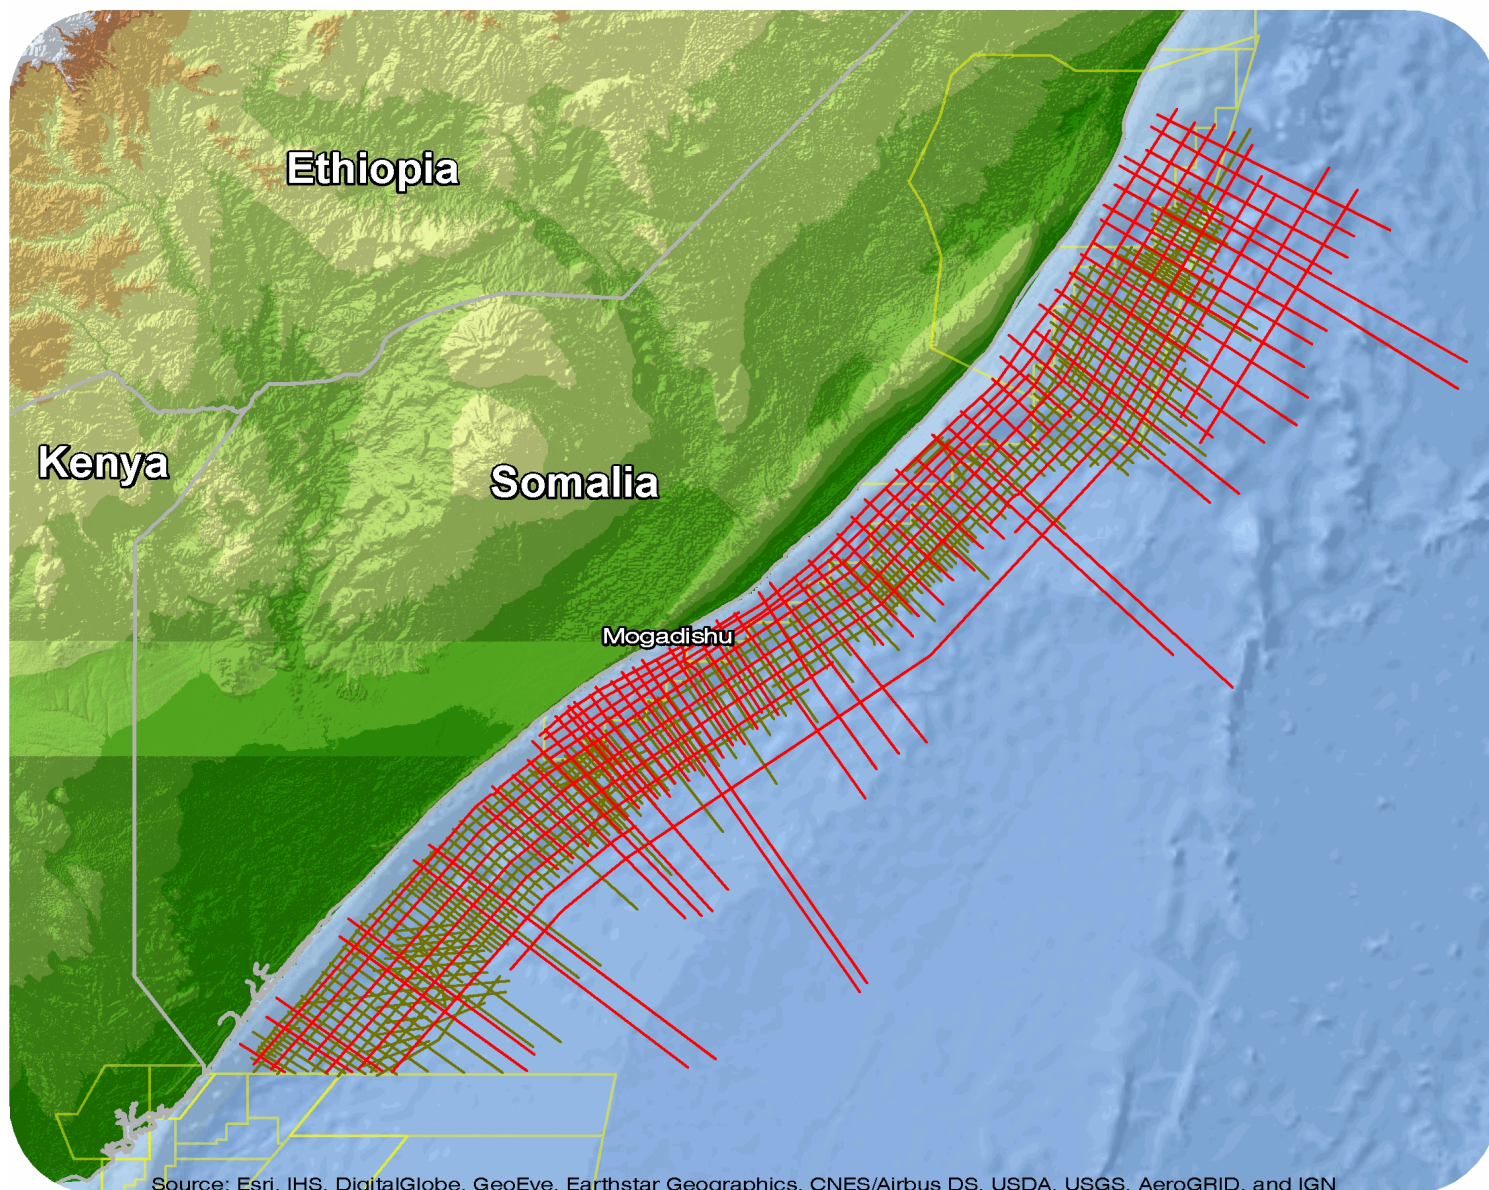 Ethiopia
Kenya
Somalia
Mogadishu
Source: Esri, IHS, DigitalGlobe, GeoEye, Earthstar Geographics, CNES/Airbus DS, USDA, USGS, AeroGRID, and IGN